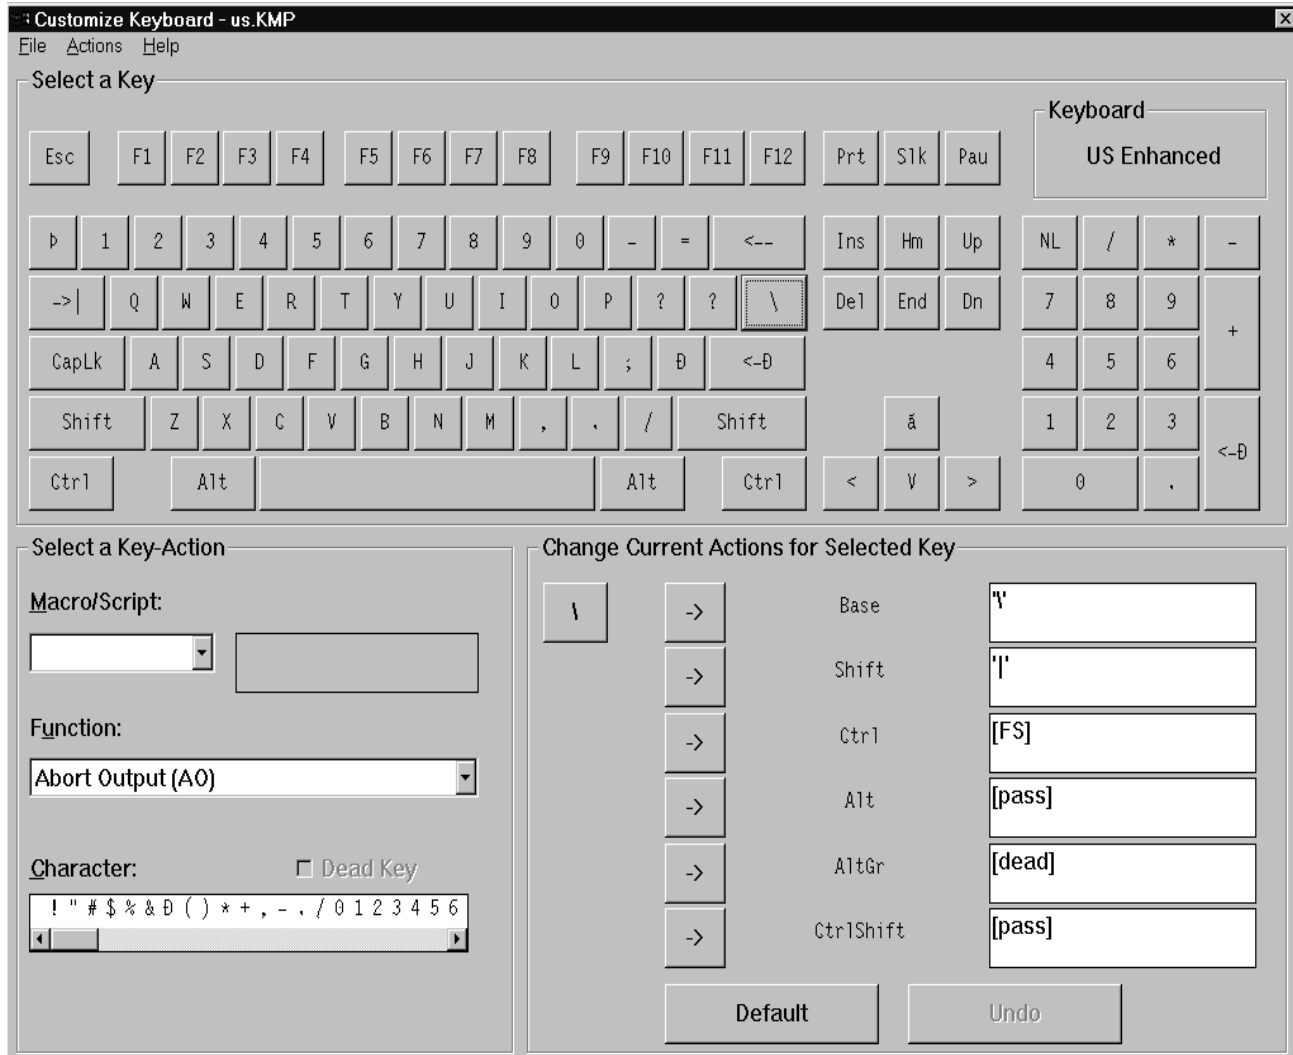 Customize Keyboard - us.KMP
File Actions Help
Select a Key
Keyboard
US Enhanced
Esc F1 F2 F3 F4 F5 F6 F7 F8 F9 F10 F11 F12 Prt Slk Pau
Þ 1 2 3 4 5 6 7 8 9 0 - = <-- Ins Hm Up NL / * -
->| Q W E R T Y U I O P ? ? \ Del End Dn 7 8 9 +
CapLk A S D F G H J K L ; Ð <-Ð 4 5 6
Shift Z X C V B N M , . / Shift ã 1 2 3 <-Ð
Ctrl Alt Alt Ctrl < V > 0 .
Select a Key-Action
Macro/Script:
Function:
Abort Output (AO)
Character: Dead Key
! " # $ % & Ð ( ) * + , - . / 0 1 2 3 4 5 6
Change Current Actions for Selected Key
\ -> Base '\'
-> Shift '|'
-> Ctrl [FS]
-> Alt [pass]
-> AltGr [dead]
-> CtrlShift [pass]
Default Undo